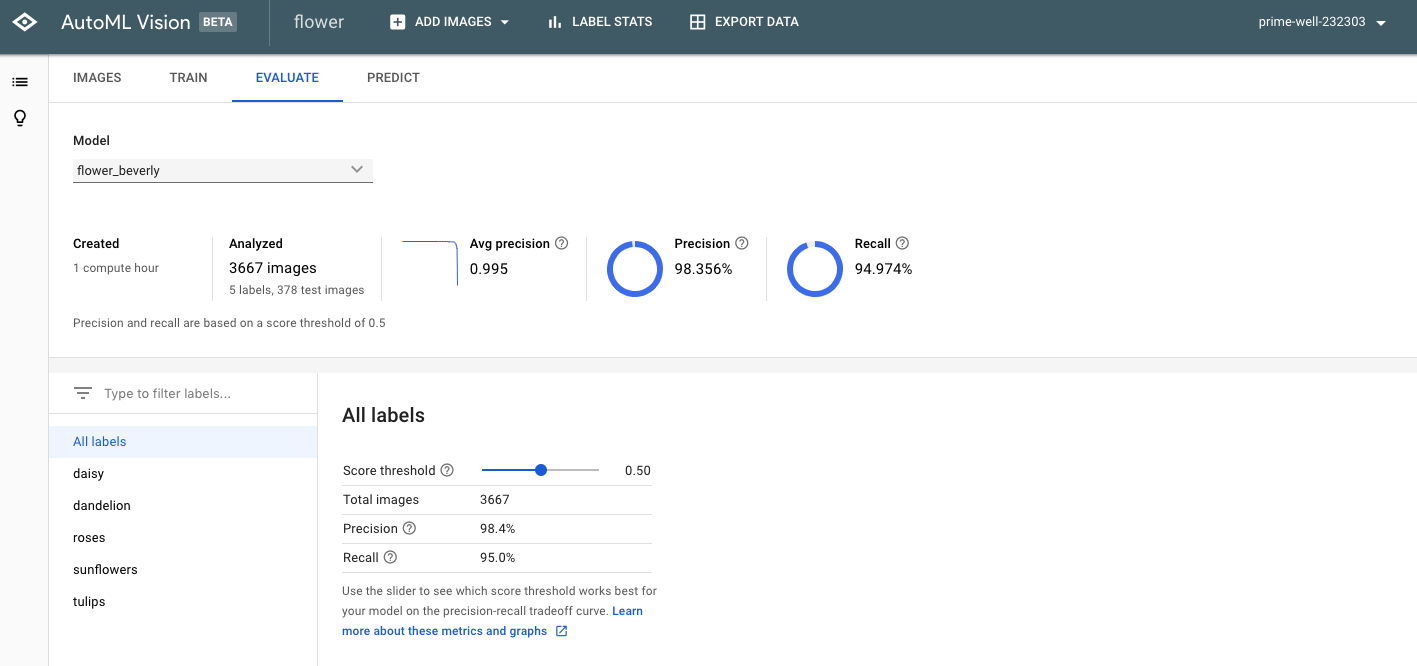 AutoML Vision BETA flower ADD IMAGES LABEL STATS EXPORT DATA prime-well-232303
IMAGES TRAIN EVALUATE PREDICT
Model
flower_beverly
Created Analyzed Avg precision Precision Recall
1 compute hour 3667 images 0.995 98.356% 94.974%
5 labels, 378 test images
Precision and recall are based on a score threshold of 0.5
Type to filter labels...
All labels
daisy
dandelion
roses
sunflowers
tulips
All labels
Score threshold 0.50
Total images 3667
Precision 98.4%
Recall 95.0%
Use the slider to see which score threshold works best for
your model on the precision-recall tradeoff curve. Learn
more about these metrics and graphs